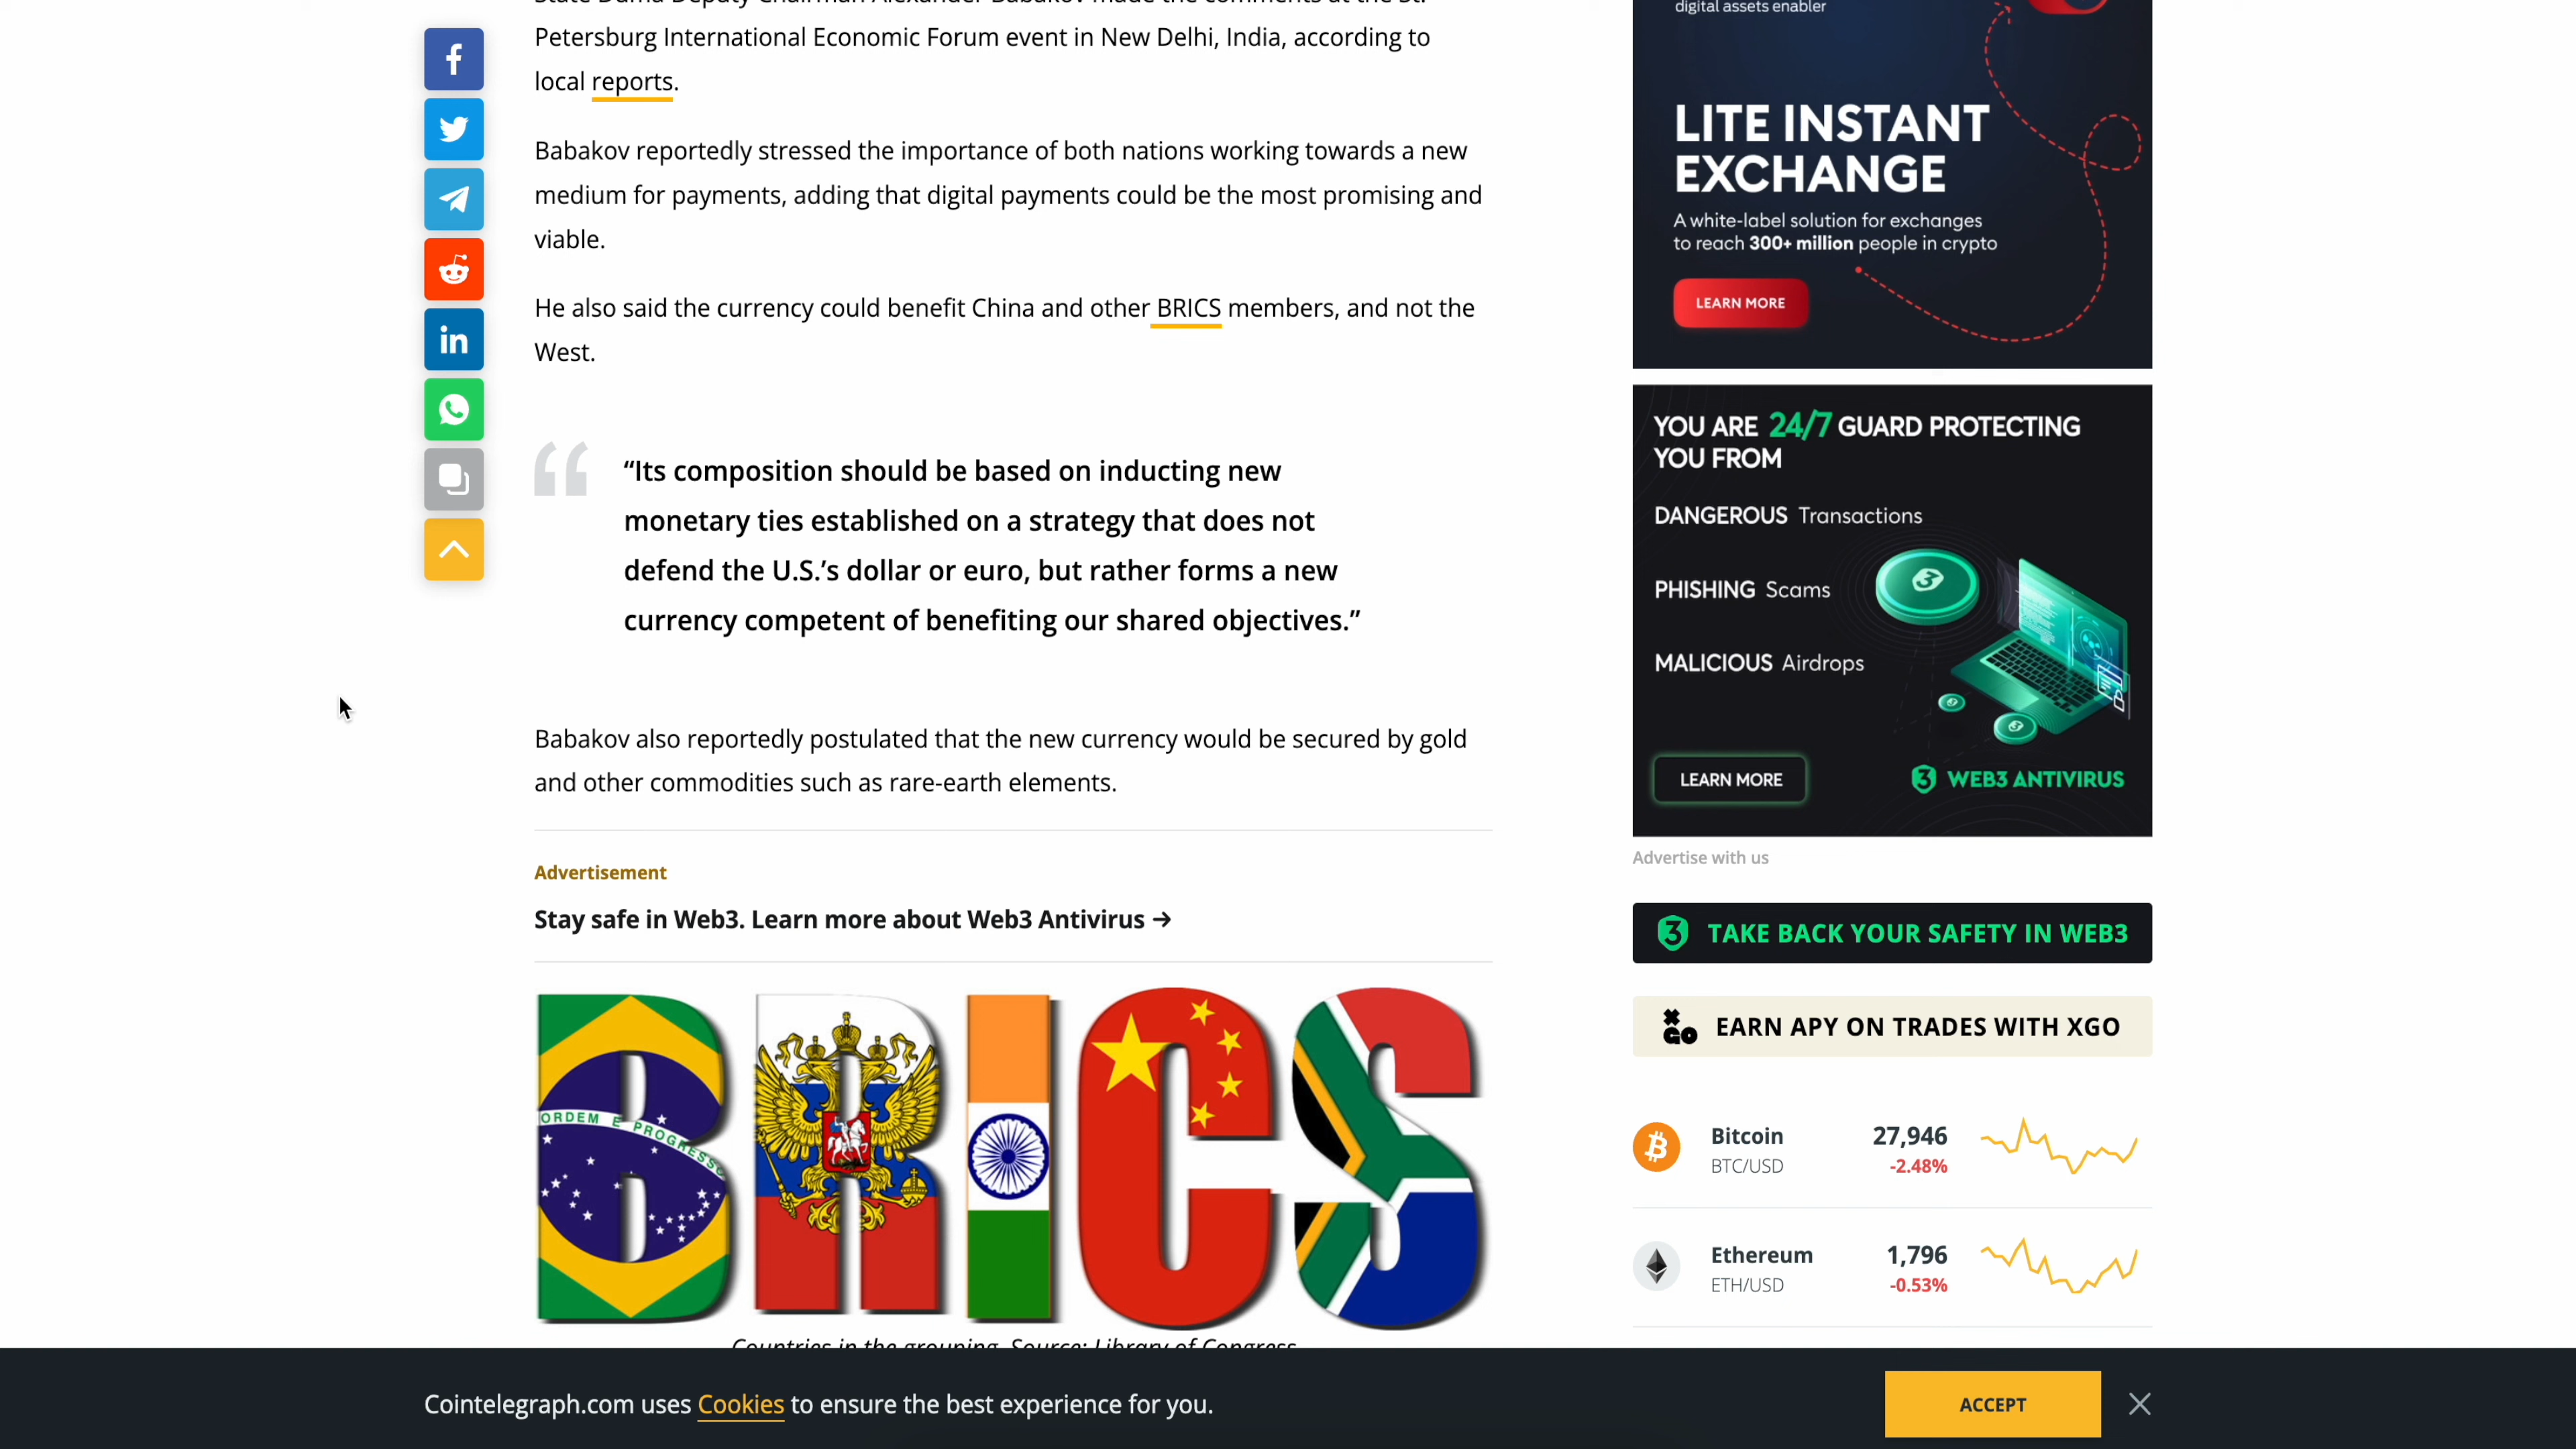 State Duma Deputy Chairman Alexander Babakov made the comments at the St.
Petersburg International Economic Forum event in New Delhi, India, according to
local reports.
Babakov reportedly stressed the importance of both nations working towards a new
medium for payments, adding that digital payments could be the most promising and
viable.
He also said the currency could benefit China and other BRICS members, and not the
West.
“Its composition should be based on inducting new
monetary ties established on a strategy that does not
defend the U.S.’s dollar or euro, but rather forms a new
currency competent of benefiting our shared objectives.”
Babakov also reportedly postulated that the new currency would be secured by gold
and other commodities such as rare-earth elements.
Advertisement
Stay safe in Web3. Learn more about Web3 Antivirus →
BRICS
ORDEM E PROGRESSO
Countries in the grouping. Source: Library of Congress
digital assets enabler
LITE INSTANT
EXCHANGE
A white-label solution for exchanges
to reach 300+ million people in crypto
LEARN MORE
YOU ARE 24/7 GUARD PROTECTING
YOU FROM
DANGEROUS Transactions
PHISHING Scams
MALICIOUS Airdrops
LEARN MORE
WEB3 ANTIVIRUS
Advertise with us
TAKE BACK YOUR SAFETY IN WEB3
EARN APY ON TRADES WITH XGO
Bitcoin 27,946
BTC/USD -2.48%
Ethereum 1,796
ETH/USD -0.53%
Cointelegraph.com uses Cookies to ensure the best experience for you.
ACCEPT